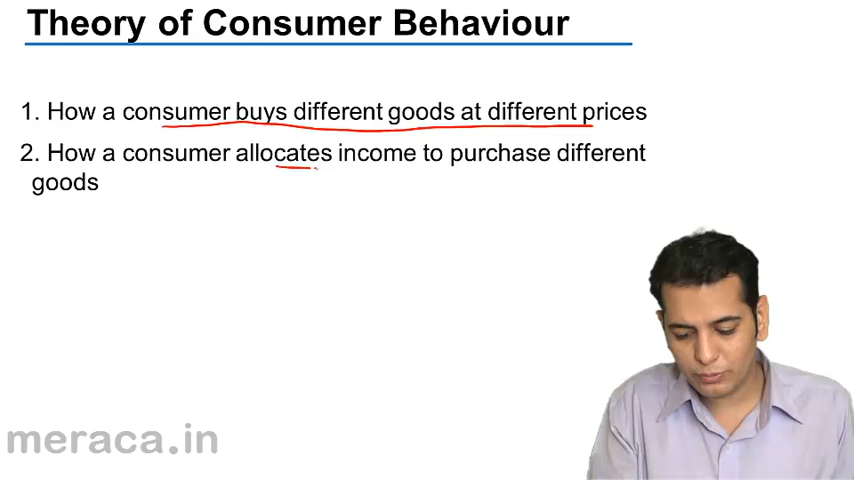 Theory of Consumer Behaviour
1. How a consumer buys different goods at different prices
2. How a consumer allocates income to purchase different
goods
meraca.in